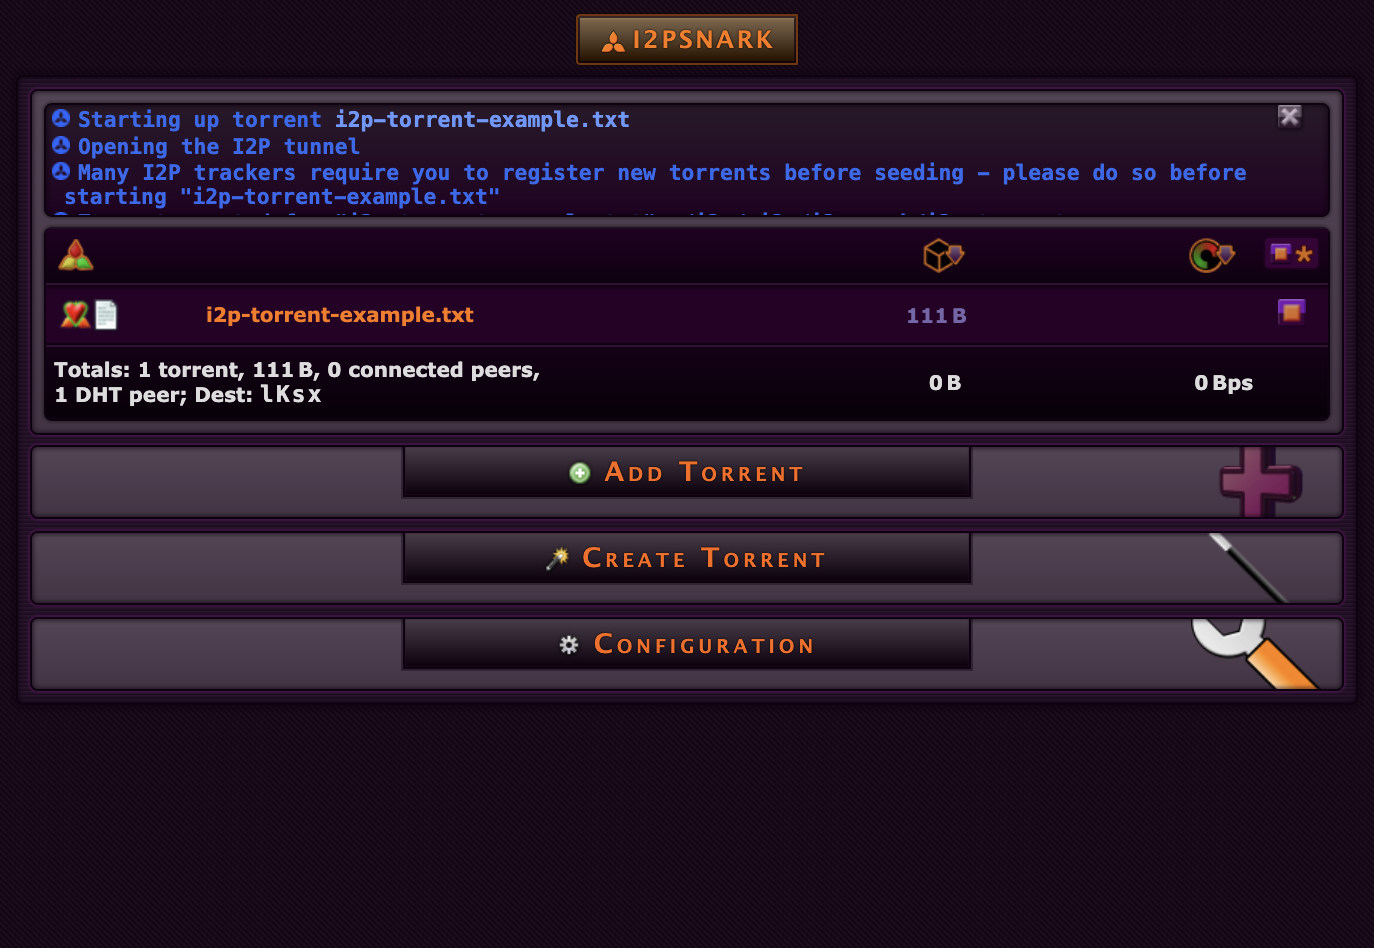 I2PSNARK
Starting up torrent i2p-torrent-example.txt
Opening the I2P tunnel
Many I2P trackers require you to register new torrents before seeding – please do so before
starting "i2p-torrent-example.txt"
i2p-torrent-example.txt 111 B
Totals: 1 torrent, 111 B, 0 connected peers,
1 DHT peer; Dest: lKsx
0 B
0 Bps
Add Torrent
Create Torrent
Configuration